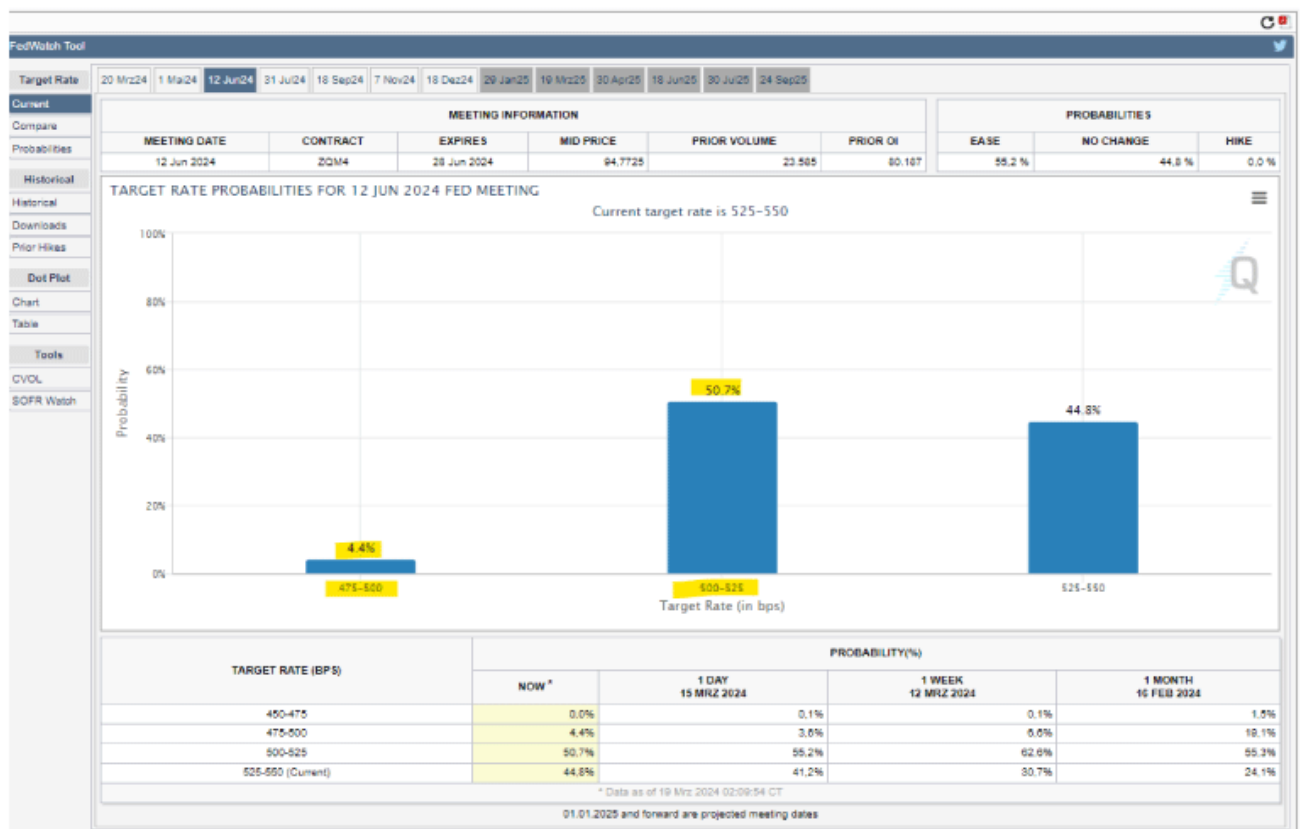 FedWatch Tool
Target Rate
Current
Compare
Probabilities
Historical
Historical
Downloads
Prior Hikes
Dot Plot
Chart
Table
Tools
CVOL
SOFR Watch
20 Mrz24 1 Mai24 12 Jun24 31 Jul24 18 Sep24 7 Nov24 18 Dez24 29 Jan25 19 Mrz25 30 Apr25 18 Jun25 30 Jul25 24 Sep25
MEETING INFORMATION
MEETING DATE CONTRACT EXPIRES MID PRICE PRIOR VOLUME PRIOR OI
12 Jun 2024 ZQM4 28 Jun 2024 94,7725 23.585 80.187
PROBABILITIES
EASE NO CHANGE HIKE
55,2 % 44,8 % 0,0 %
TARGET RATE PROBABILITIES FOR 12 JUN 2024 FED MEETING
Current target rate is 525-550
Q
Probability
100%
80%
60%
40%
20%
0%
4.4%
50.7%
44.8%
475-500
500-525
525-550
Target Rate (in bps)
TARGET RATE (BPS) PROBABILITY(%)
NOW * 1 DAY 15 MRZ 2024 1 WEEK 12 MRZ 2024 1 MONTH 16 FEB 2024
450-475 0,0% 0,1% 0,1% 1,5%
475-500 4,4% 3,6% 6,6% 19,1%
500-525 50,7% 55,2% 62,6% 55,3%
525-550 (Current) 44,8% 41,2% 30,7% 24,1%
* Data as of 19 Mrz 2024 02:09:54 CT
01.01.2025 and forward are projected meeting dates